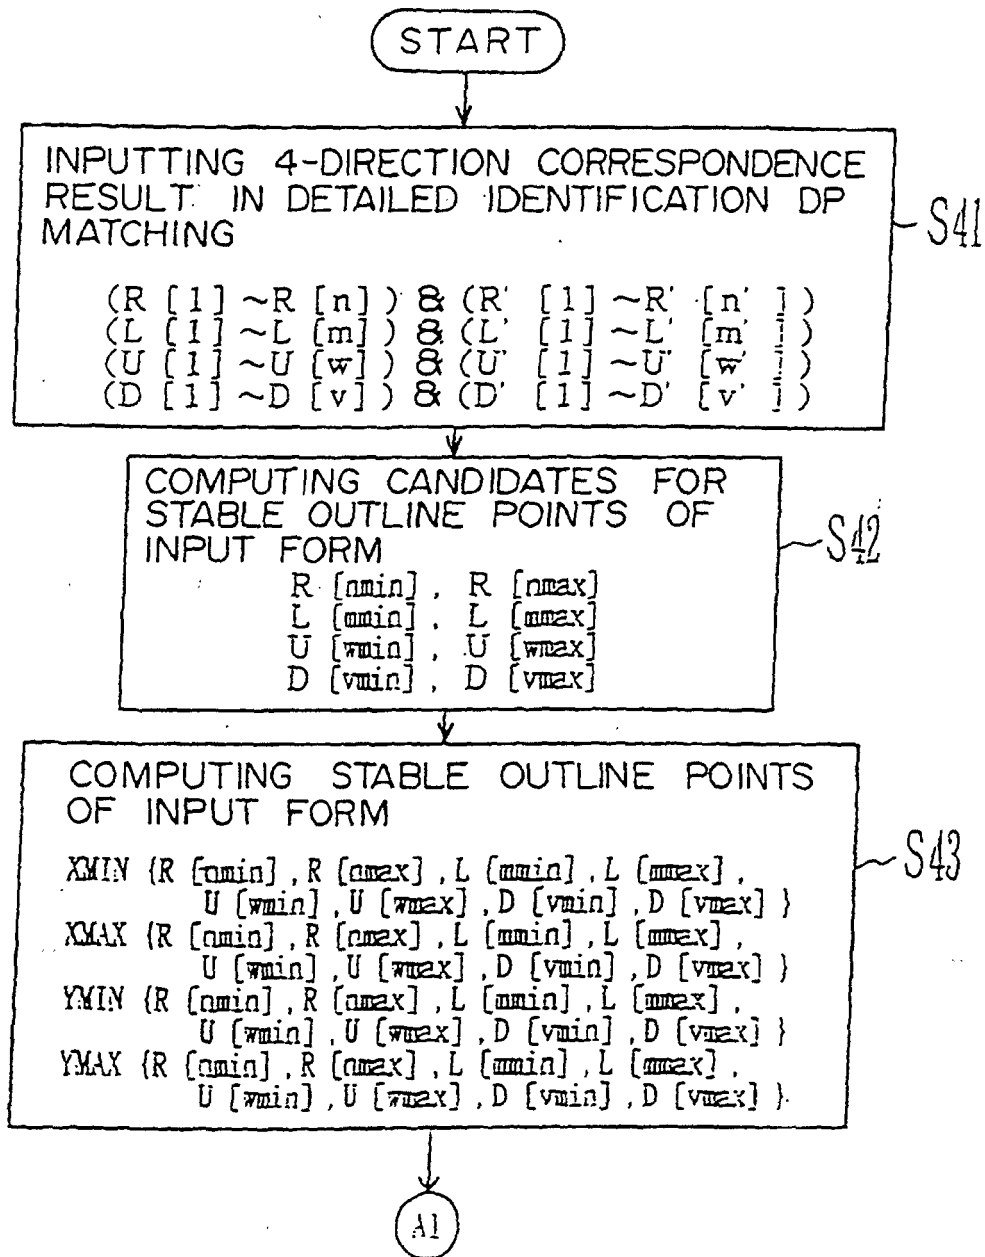 START
INPUTTING 4-DIRECTION CORRESPONDENCE
RESULT IN DETAILED IDENTIFICATION DP
MATCHING
(R [1] ~R [n]) & (R' [1] ~R' [n' ])
(L [1] ~L [m]) & (L' [1] ~L' [m' ])
(U [1] ~U [w]) & (U' [1] ~U' [w' ])
(D [1] ~D [v]) & (D' [1] ~D' [v' ])
S41
COMPUTING CANDIDATES FOR
STABLE OUTLINE POINTS OF
INPUT FORM
R [nmin] , R [nmax]
L [mmin] , L [mmax]
U [wmin] , U [wmax]
D [vmin] , D [vmax]
S42
COMPUTING STABLE OUTLINE POINTS
OF INPUT FORM
XMIN {R [nmin] , R [nmax] , L [mmin] , L [mmax] ,
U [wmin] , U [wmax] , D [vmin] , D [vmax] }
XMAX {R [nmin] , R [nmax] , L [mmin] , L [mmax] ,
U [wmin] , U [wmax] , D [vmin] , D [vmax] }
YMIN {R [nmin] , R [nmax] , L [mmin] , L [mmax] ,
U [wmin] , U [wmax] , D [vmin] , D [vmax] }
YMAX {R [nmin] , R [nmax] , L [mmin] , L [mmax] ,
U [wmin] , U [wmax] , D [vmin] , D [vmax] }
S43
A1